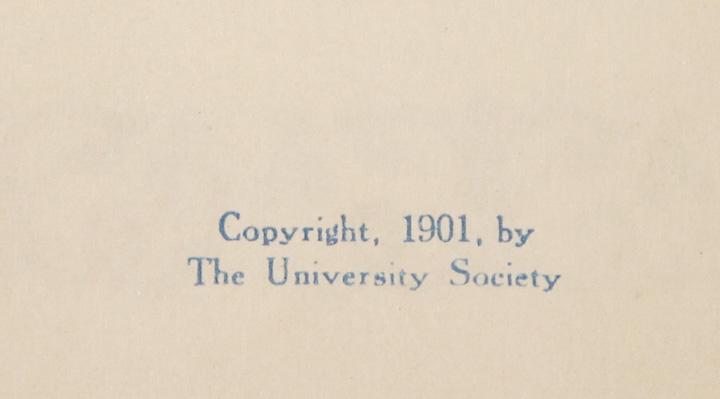 Copyright, 1901, by
The University Society